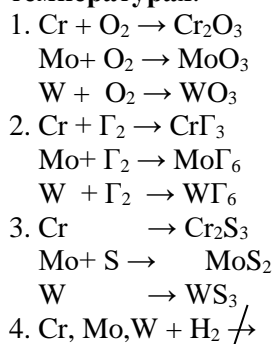 1. Cr + O₂ → Cr₂O₃
Mo+ O₂ → MoO₃
W + O₂ → WO₃
2. Cr + Г₂ → CrГ₃
Mo+ Г₂ → MoГ₆
W + Г₂ → WГ₆
3. Cr → Cr₂S₃
Mo+ S → MoS₂
W → WS₃
4. Cr, Mo,W + H₂ ↛